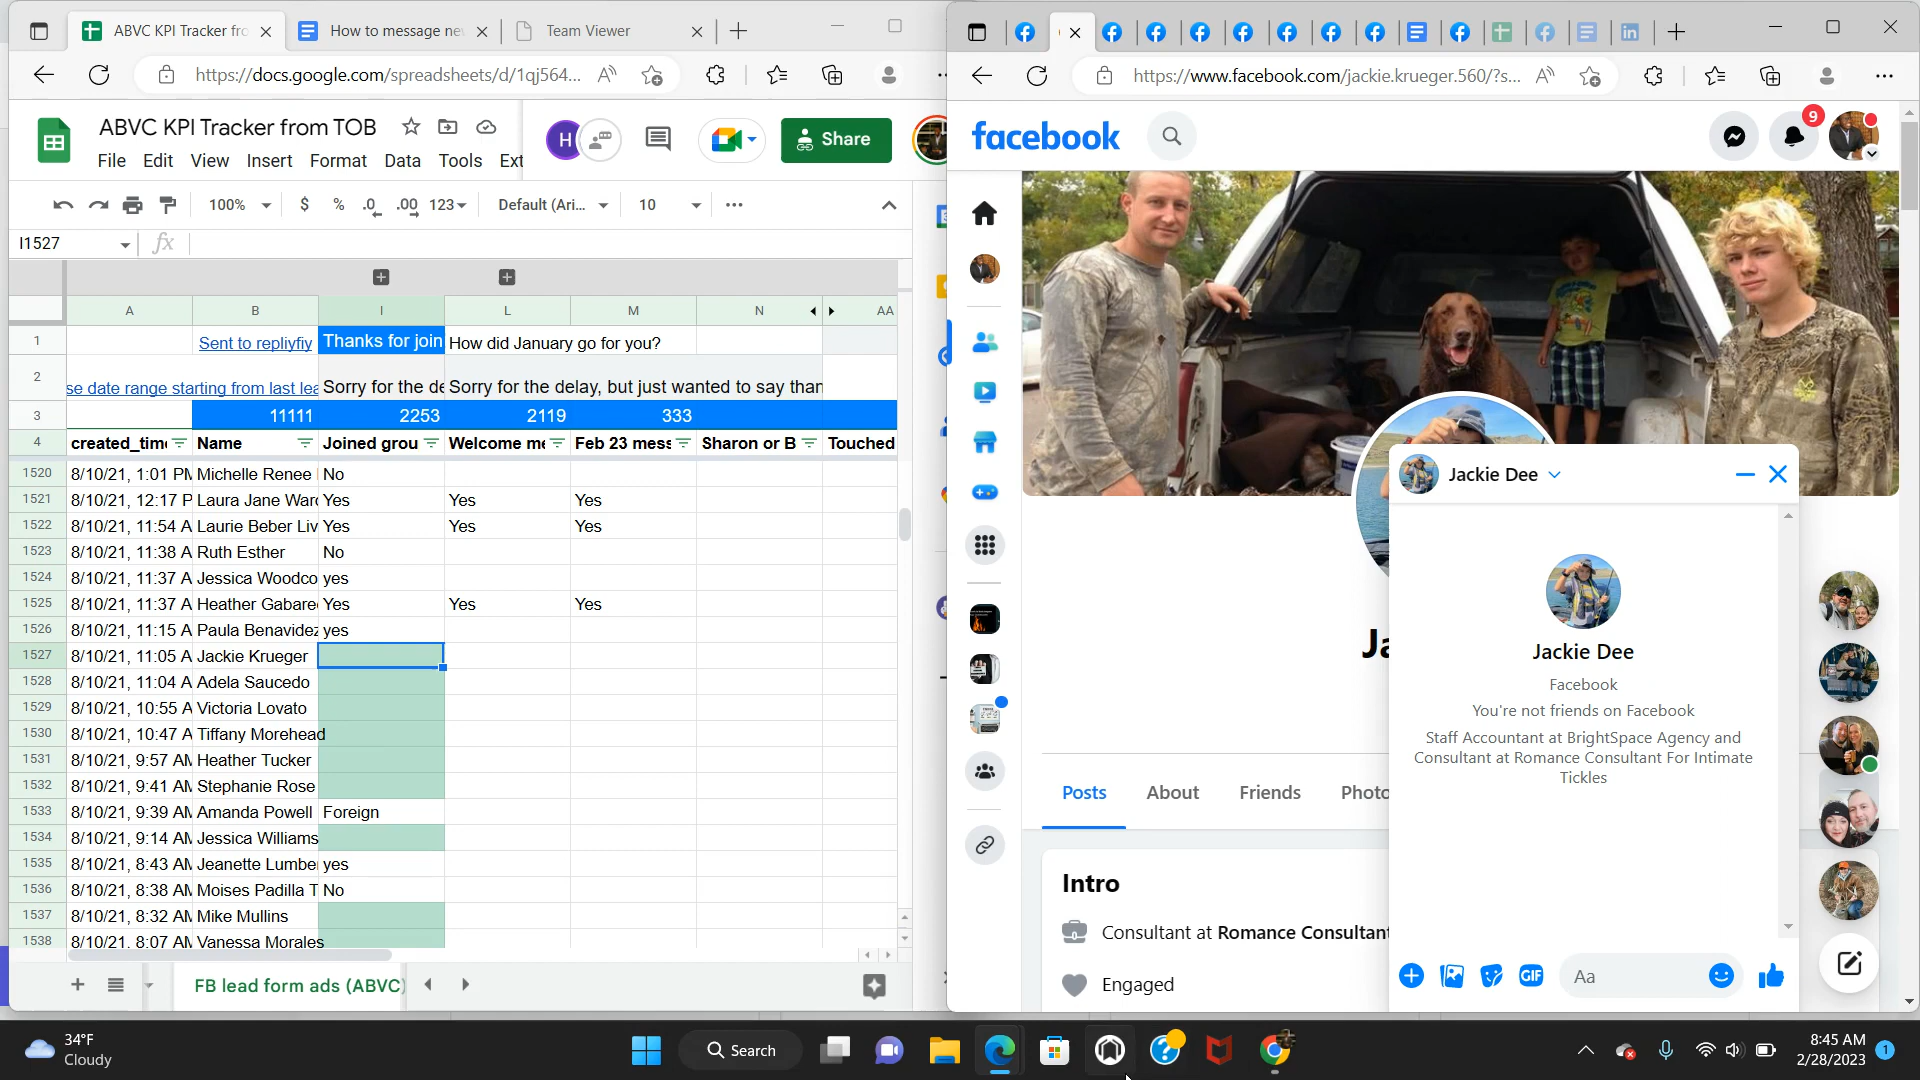 ABVC KPI Tracker fro
How to message ne
Team Viewer
https://docs.google.com/spreadsheets/d/1qj564...
https://www.facebook.com/jackie.krueger.560/?s...
ABVC KPI Tracker from TOB
File Edit View Insert Format Data Tools Ext
H
Share
100% $ % .0 .00 123 Default (Ari... 10
I1527
fx
A B I L M N AA
1 Sent to repliyfiy Thanks for join How did January go for you?
2 se date range starting from last lea Sorry for the de Sorry for the delay, but just wanted to say than
3 11111 2253 2119 333
4 created_time Name Joined grou Welcome me Feb 23 mess Sharon or B Touched
1520 8/10/21, 1:01 PM Michelle Renee No
1521 8/10/21, 12:17 P Laura Jane Ward Yes Yes Yes
1522 8/10/21, 11:54 A Laurie Beber Liv Yes Yes Yes
1523 8/10/21, 11:38 A Ruth Esther No
1524 8/10/21, 11:37 A Jessica Woodco yes
1525 8/10/21, 11:37 A Heather Gabare Yes Yes Yes
1526 8/10/21, 11:15 A Paula Benavidez yes
1527 8/10/21, 11:05 A Jackie Krueger
1528 8/10/21, 11:04 A Adela Saucedo
1529 8/10/21, 10:55 A Victoria Lovato
1530 8/10/21, 10:47 A Tiffany Morehead
1531 8/10/21, 9:57 AM Heather Tucker
1532 8/10/21, 9:41 AM Stephanie Rose
1533 8/10/21, 9:39 AM Amanda Powell Foreign
1534 8/10/21, 9:14 AM Jessica Williams
1535 8/10/21, 8:43 AM Jeanette Lumbe yes
1536 8/10/21, 8:38 AM Moises Padilla T No
1537 8/10/21, 8:32 AM Mike Mullins
1538 8/10/21, 8:07 AM Vanessa Morales
FB lead form ads (ABVC)
facebook
9
Ja
Posts About Friends Photo
Intro
Consultant at Romance Consultant
Engaged
Jackie Dee
Jackie Dee
Facebook
You're not friends on Facebook
Staff Accountant at BrightSpace Agency and
Consultant at Romance Consultant For Intimate
Tickles
GIF
Aa
34°F
Cloudy
Search
8:45 AM
2/28/2023
1